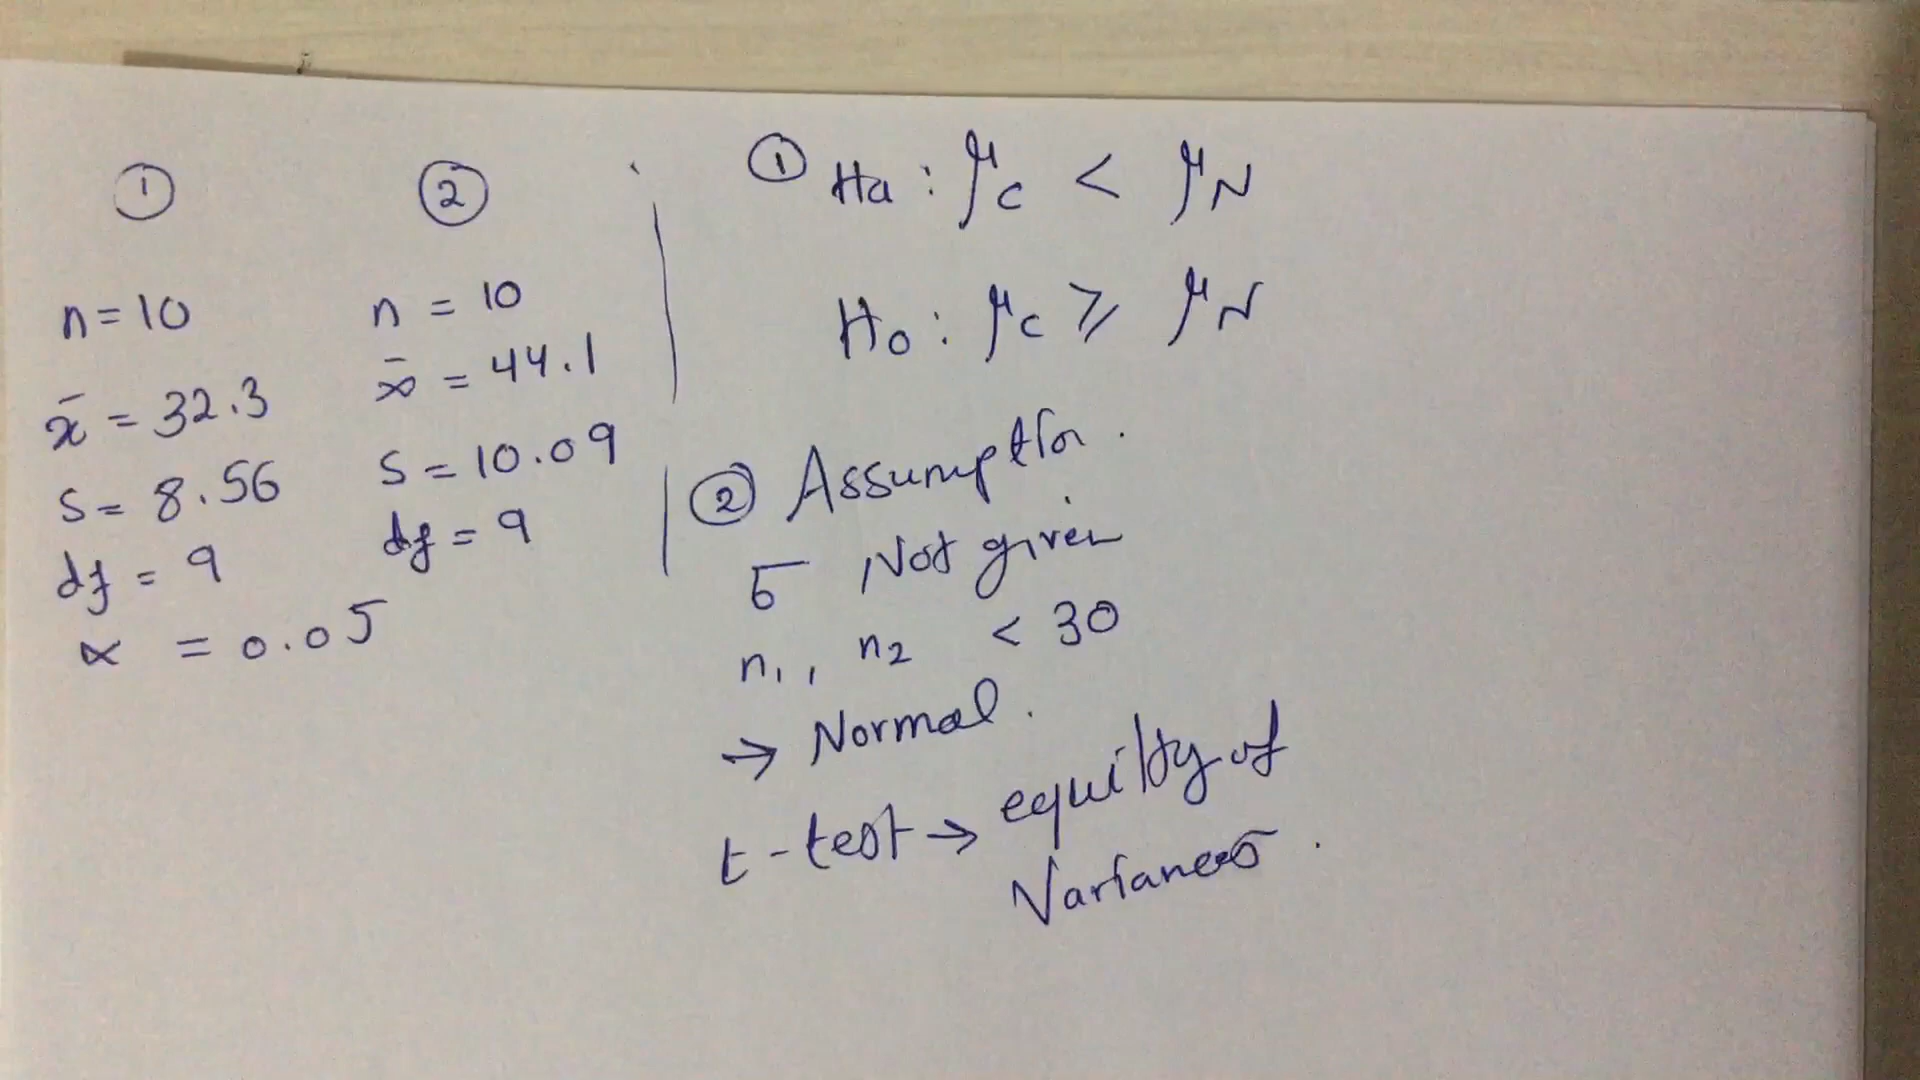 ① ②
n = 10 n = 10
x̄ = 32.3 x̄ = 44.1
s = 8.56 s = 10.09
df = 9 df = 9
α = 0.05
① Ha : μc < μN
Ho : μc ≥ μN
② Assumption.
σ Not given
n1, n2 < 30
→ Normal.
t-test → equility of
Variances.